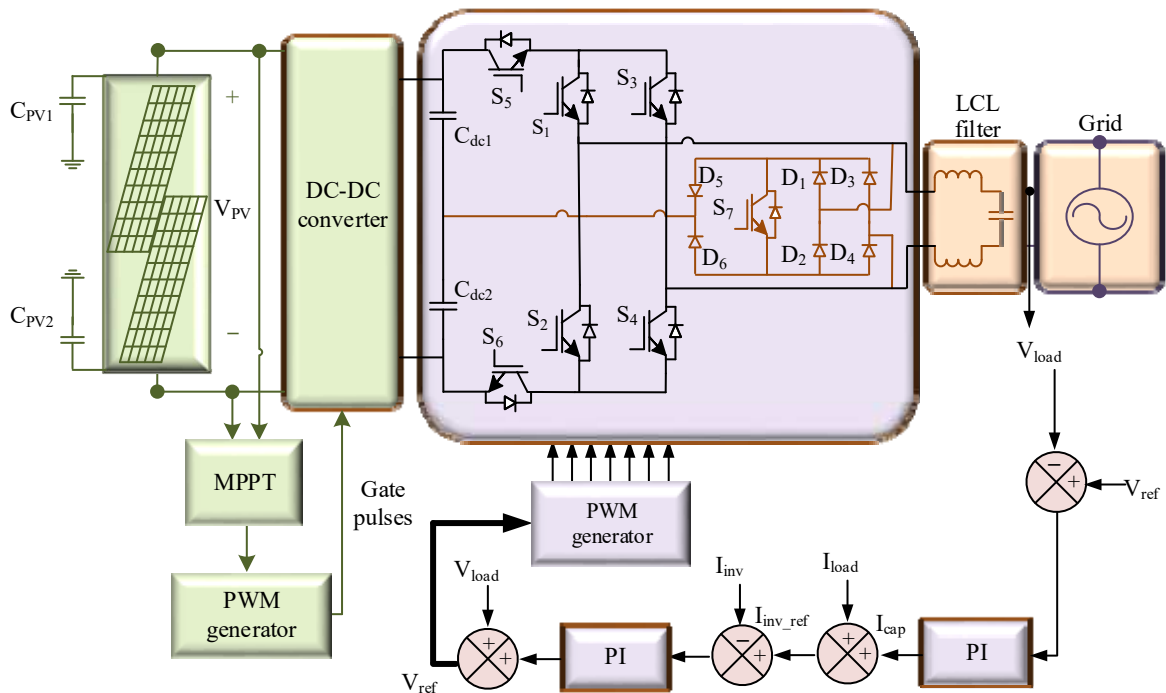 C_PV1
C_PV2
+
V_PV
−
DC-DC
converter
MPPT
PWM
generator
Gate
pulses
S_5
S_1
S_3
C_dc1
D_5
D_1
D_3
S_7
D_6
D_2
D_4
C_dc2
S_2
S_4
S_6
LCL
filter
Grid
V_load
−
+
V_ref
PWM
generator
V_load
+
+
V_ref
PI
I_inv
−
+
I_inv_ref
I_load
+
+
I_cap
PI